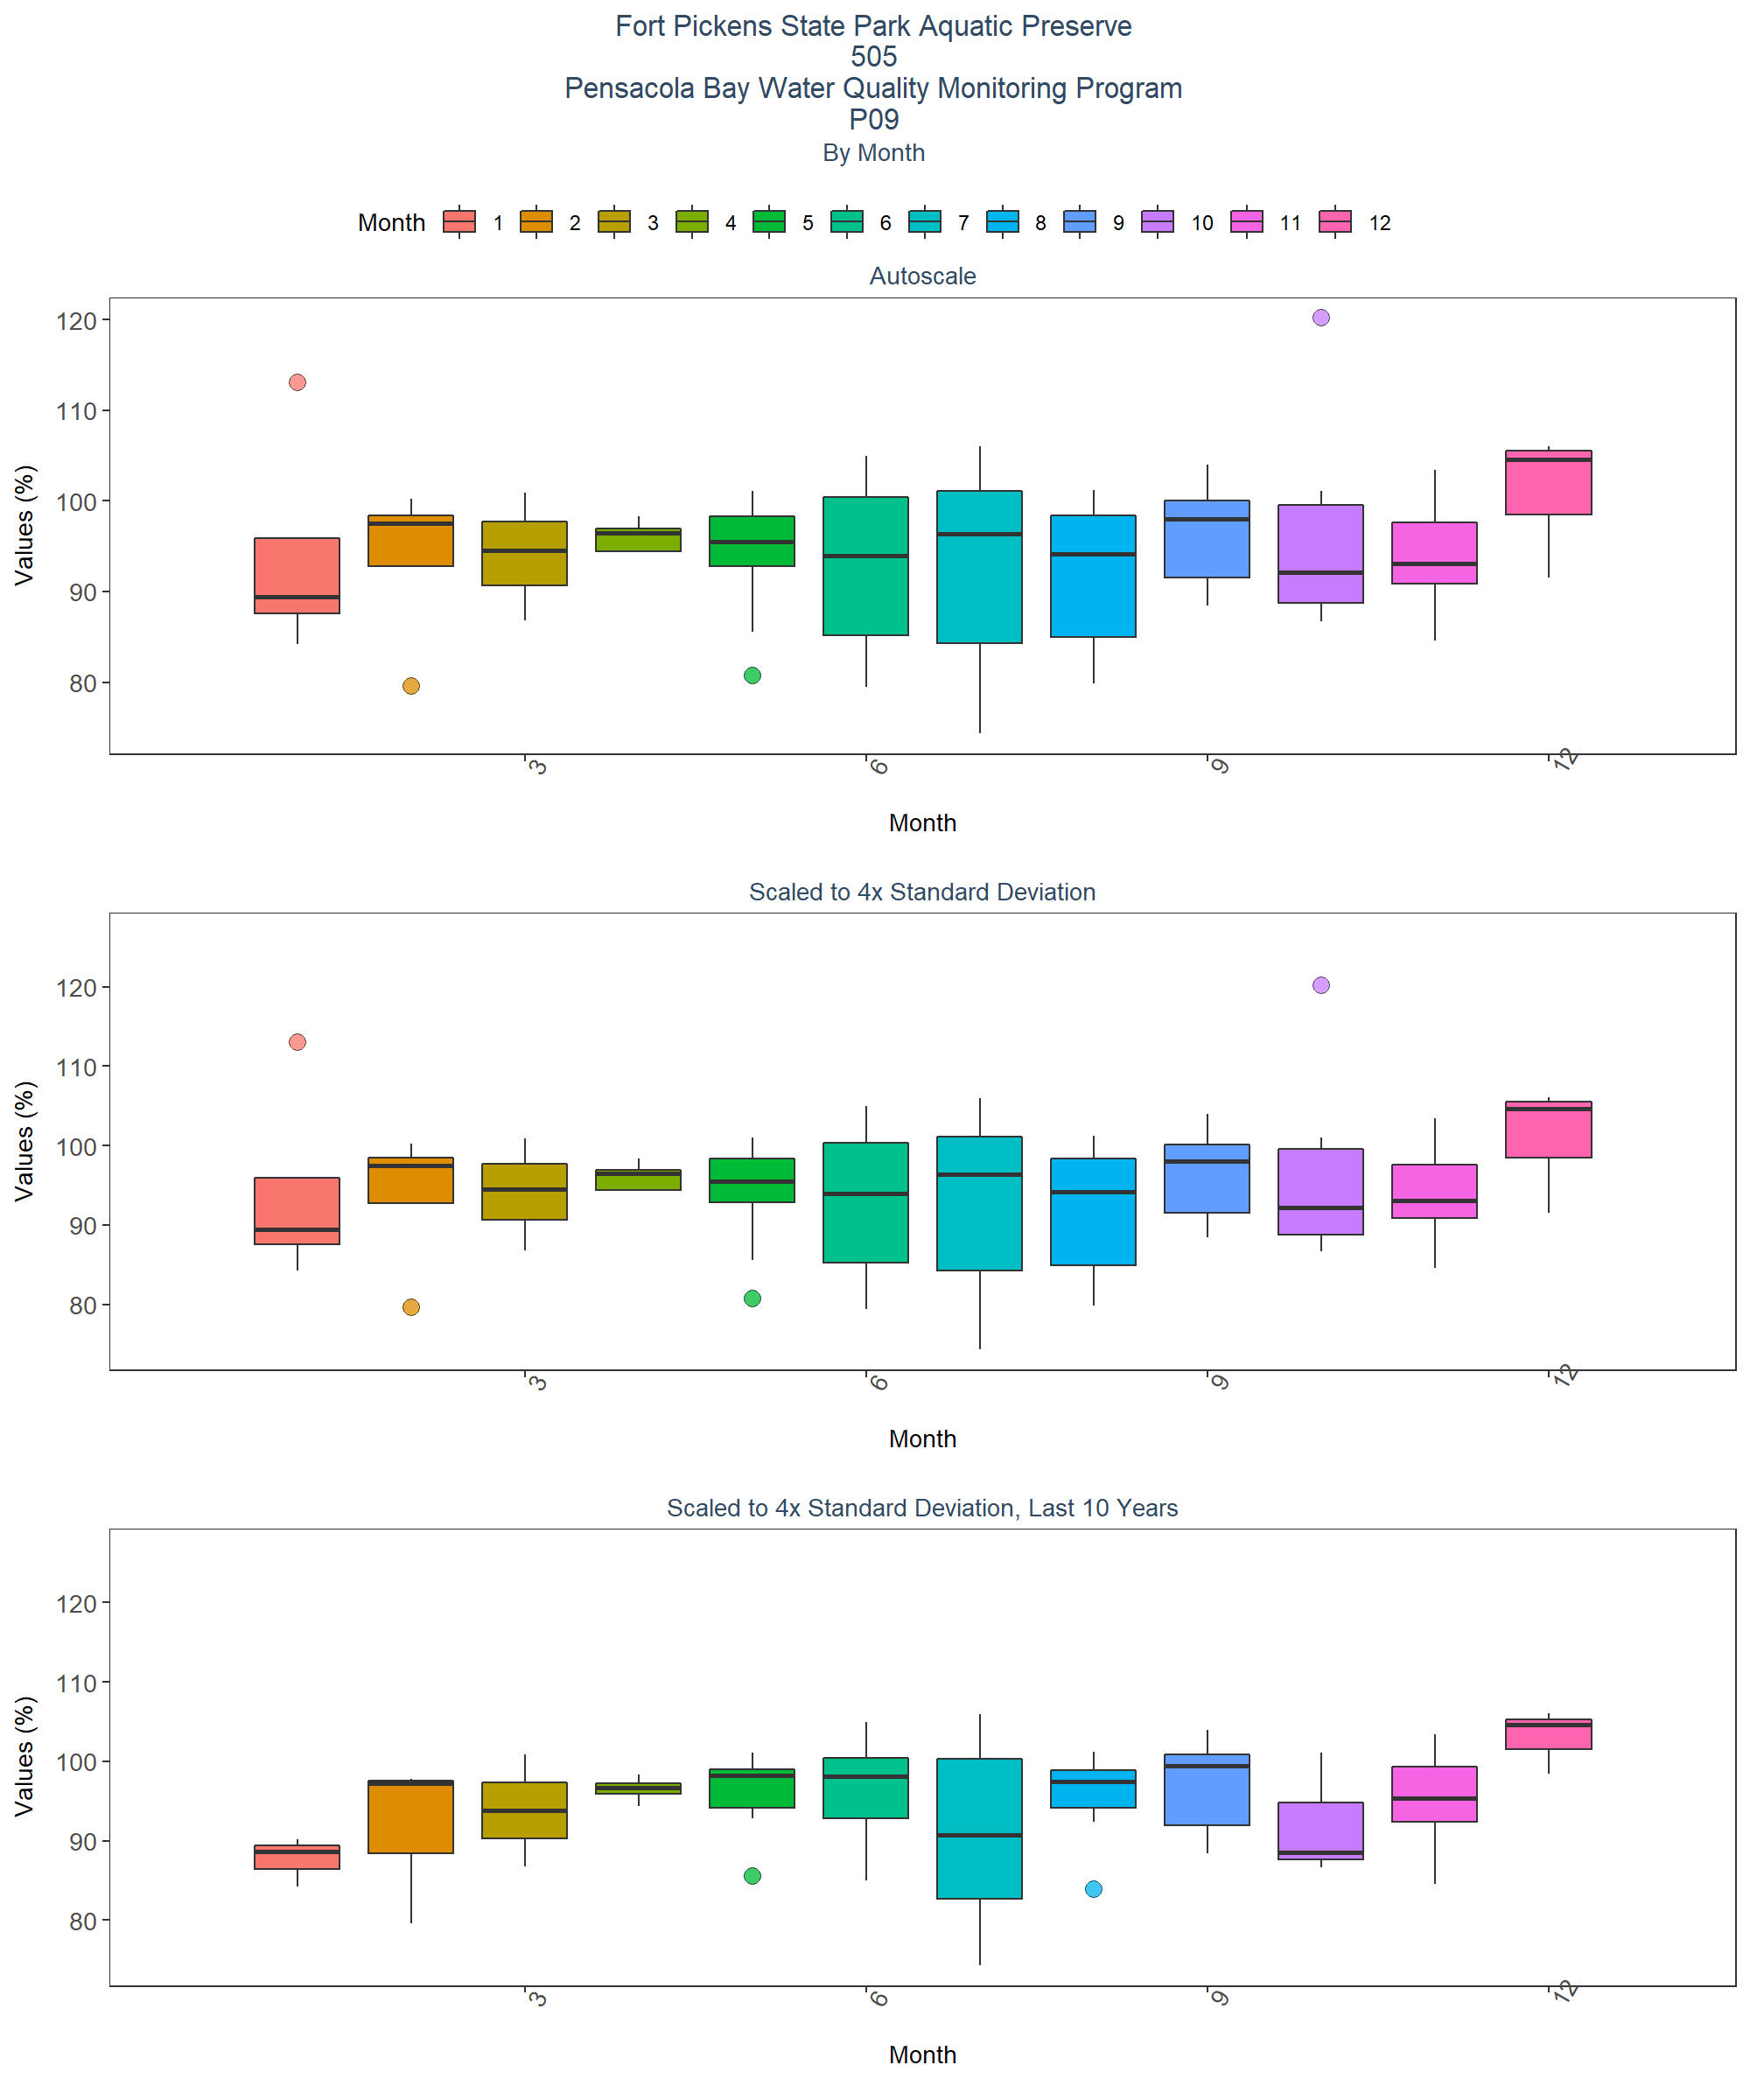 Fort Pickens State Park Aquatic Preserve
505
Pensacola Bay Water Quality Monitoring Program
P09
By Month
Month 1 2 3 4 5 6 7 8 9 10 11 12
Autoscale
120
110
100
90
80
Values (%)
3 6 9 12
Month
Scaled to 4x Standard Deviation
120
110
100
90
80
Values (%)
3 6 9 12
Month
Scaled to 4x Standard Deviation, Last 10 Years
120
110
100
90
80
Values (%)
3 6 9 12
Month